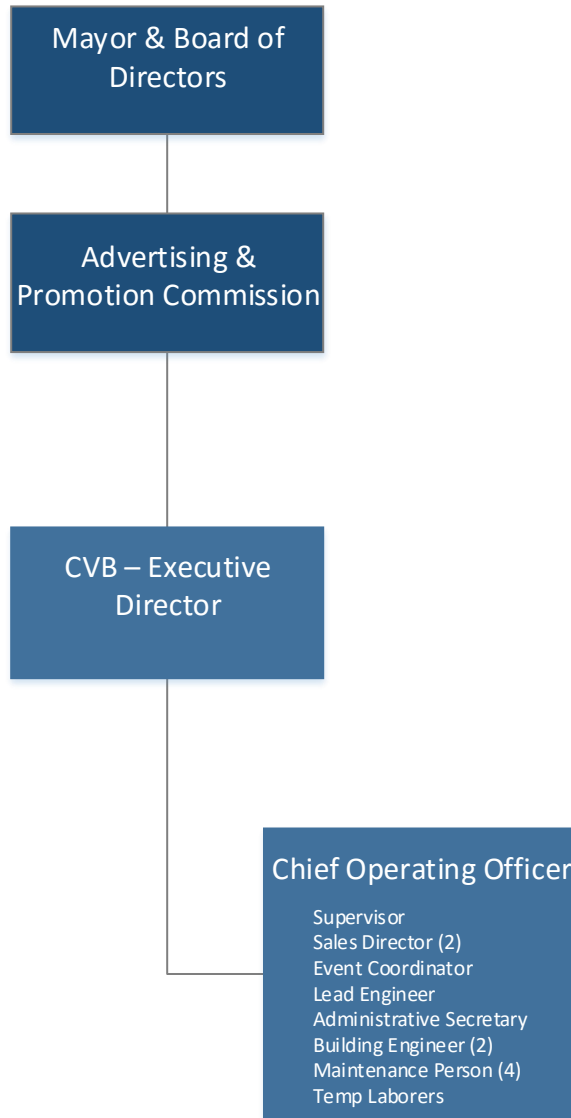 Mayor & Board of
Directors
Advertising &
Promotion Commission
CVB – Executive
Director
Chief Operating Officer
Supervisor
Sales Director (2)
Event Coordinator
Lead Engineer
Administrative Secretary
Building Engineer (2)
Maintenance Person (4)
Temp Laborers